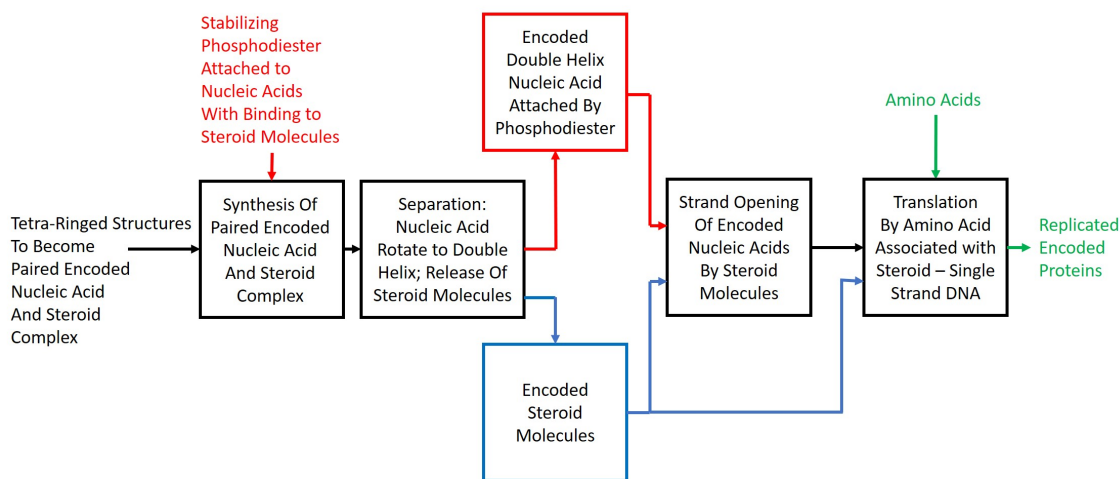 Stabilizing
Phosphodiester
Attached to
Nucleic Acids
With Binding to
Steroid Molecules
Encoded
Double Helix
Nucleic Acid
Attached By
Phosphodiester
Amino Acids
Tetra-Ringed Structures
To Become
Paired Encoded
Nucleic Acid
And Steroid
Complex
Synthesis Of
Paired Encoded
Nucleic Acid
And Steroid
Complex
Separation:
Nucleic Acid
Rotate to Double
Helix; Release Of
Steroid Molecules
Encoded
Steroid
Molecules
Strand Opening
Of Encoded
Nucleic Acids
By Steroid
Molecules
Translation
By Amino Acid
Associated with
Steroid – Single
Strand DNA
Replicated
Encoded
Proteins